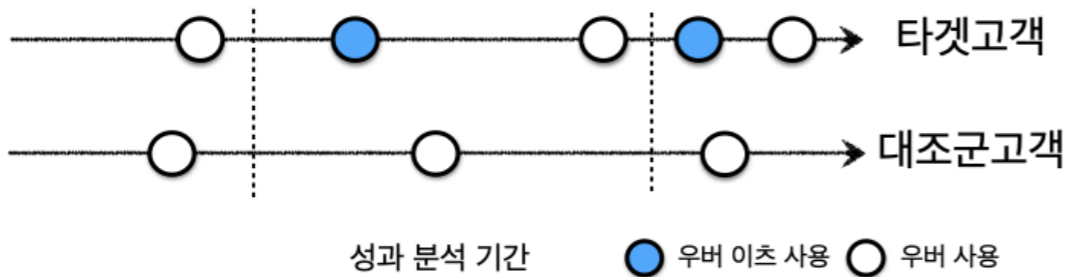 타겟고객
대조군고객
성과 분석 기간
우버 이츠 사용
우버 사용